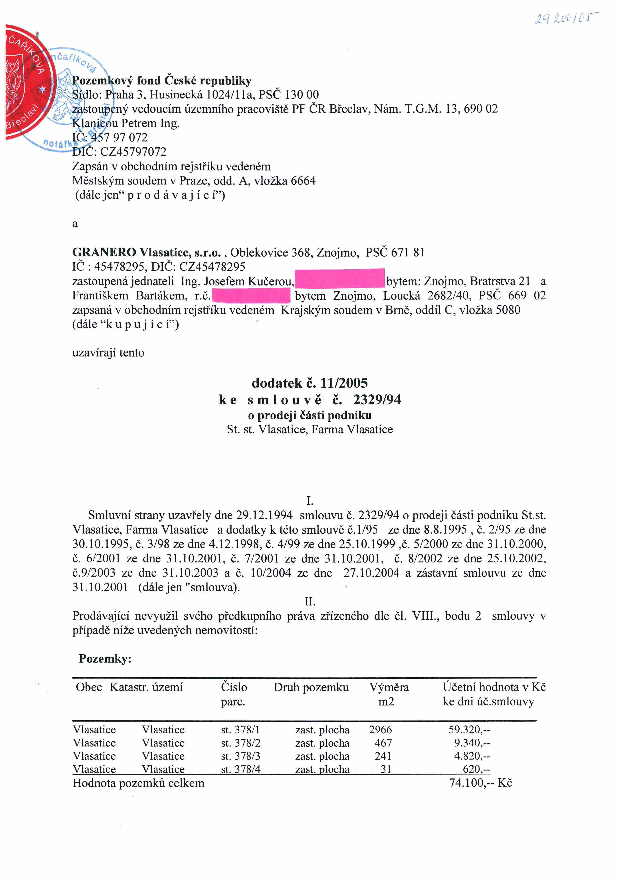 29 200/05
Pozemkový fond České republiky
Sídlo: Praha 3, Husinecká 1024/11a, PSČ 130 00
zastoupený vedoucím územního pracoviště PF ČR Břeclav, Nám. T.G.M. 13, 690 02
Klanicou Petrem Ing.
IČ: 457 97 072
DIČ: CZ45797072
Zapsán v obchodním rejstříku vedeném
Městským soudem v Praze, odd. A, vložka 6664
(dále jen“ p r o d á v a j í c í”)
a
GRANERO Vlasatice, s.r.o. , Oblekovice 368, Znojmo, PSČ 671 81
IČ : 45478295, DIČ: CZ45478295
zastoupená jednateli Ing. Josefem Kučerou, bytem: Znojmo, Bratrstva 21 a
Františkem Bartákem, r.č. bytem Znojmo, Loucká 2682/40, PSČ 669 02
zapsaná v obchodním rejstříku vedeném Krajským soudem v Brně, oddíl C, vložka 5080
(dále “k u p u j í c í”)
uzavírají tento
dodatek č. 11/2005
k e s m l o u v ě č. 2329/94
o prodeji části podniku
St. st. Vlasatice, Farma Vlasatice
I.
Smluvní strany uzavřely dne 29.12.1994 smlouvu č. 2329/94 o prodeji části podniku St.st.
Vlasatice, Farma Vlasatice a dodatky k této smlouvě č.1/95 ze dne 8.8.1995 , č. 2/95 ze dne
30.10.1995, č. 3/98 ze dne 4.12.1998, č. 4/99 ze dne 25.10.1999 ,č. 5/2000 ze dne 31.10.2000,
č. 6/2001 ze dne 31.10.2001, č. 7/2001 ze dne 31.10.2001, č. 8/2002 ze dne 25.10.2002,
č.9/2003 ze dne 31.10.2003 a č. 10/2004 ze dne 27.10.2004 a zástavní smlouvu ze dne
31.10.2001 (dále jen "smlouva).
II.
Prodávající nevyužil svého předkupního práva zřízeného dle čl. VIII., bodu 2 smlouvy v
případě níže uvedených nemovitostí:
Pozemky:
Obec Katastr. území Číslo Druh pozemku Výměra Účetní hodnota v Kč
parc. m2 ke dni úč.smlouvy
Vlasatice Vlasatice st. 378/1 zast. plocha 2966 59.320,--
Vlasatice Vlasatice st. 378/2 zast. plocha 467 9.340,--
Vlasatice Vlasatice st. 378/3 zast. plocha 241 4.820,--
Vlasatice Vlasatice st. 378/4 zast. plocha 31 620,--
Hodnota pozemků celkem 74.100,-- Kč